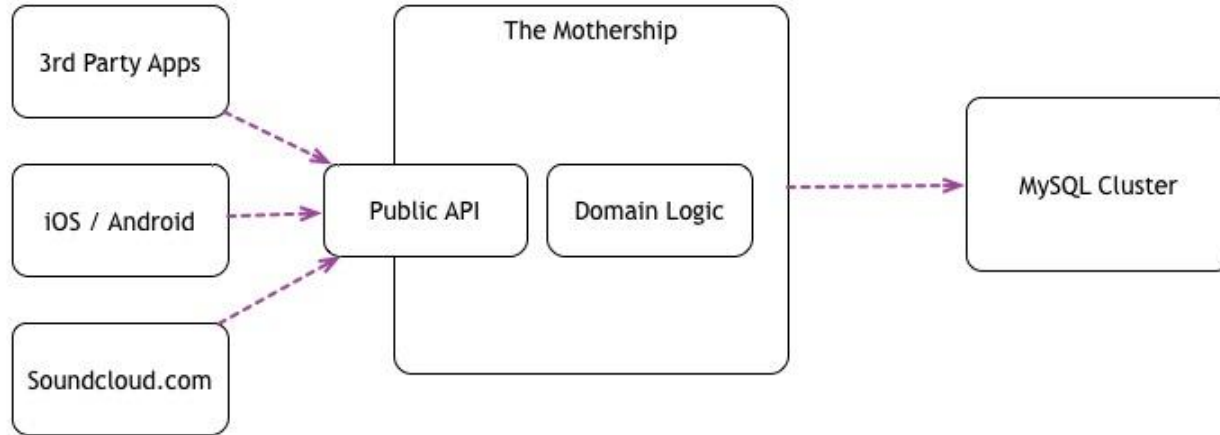 The Mothership
3rd Party Apps
iOS / Android
Public API
Domain Logic
MySQL Cluster
Soundcloud.com